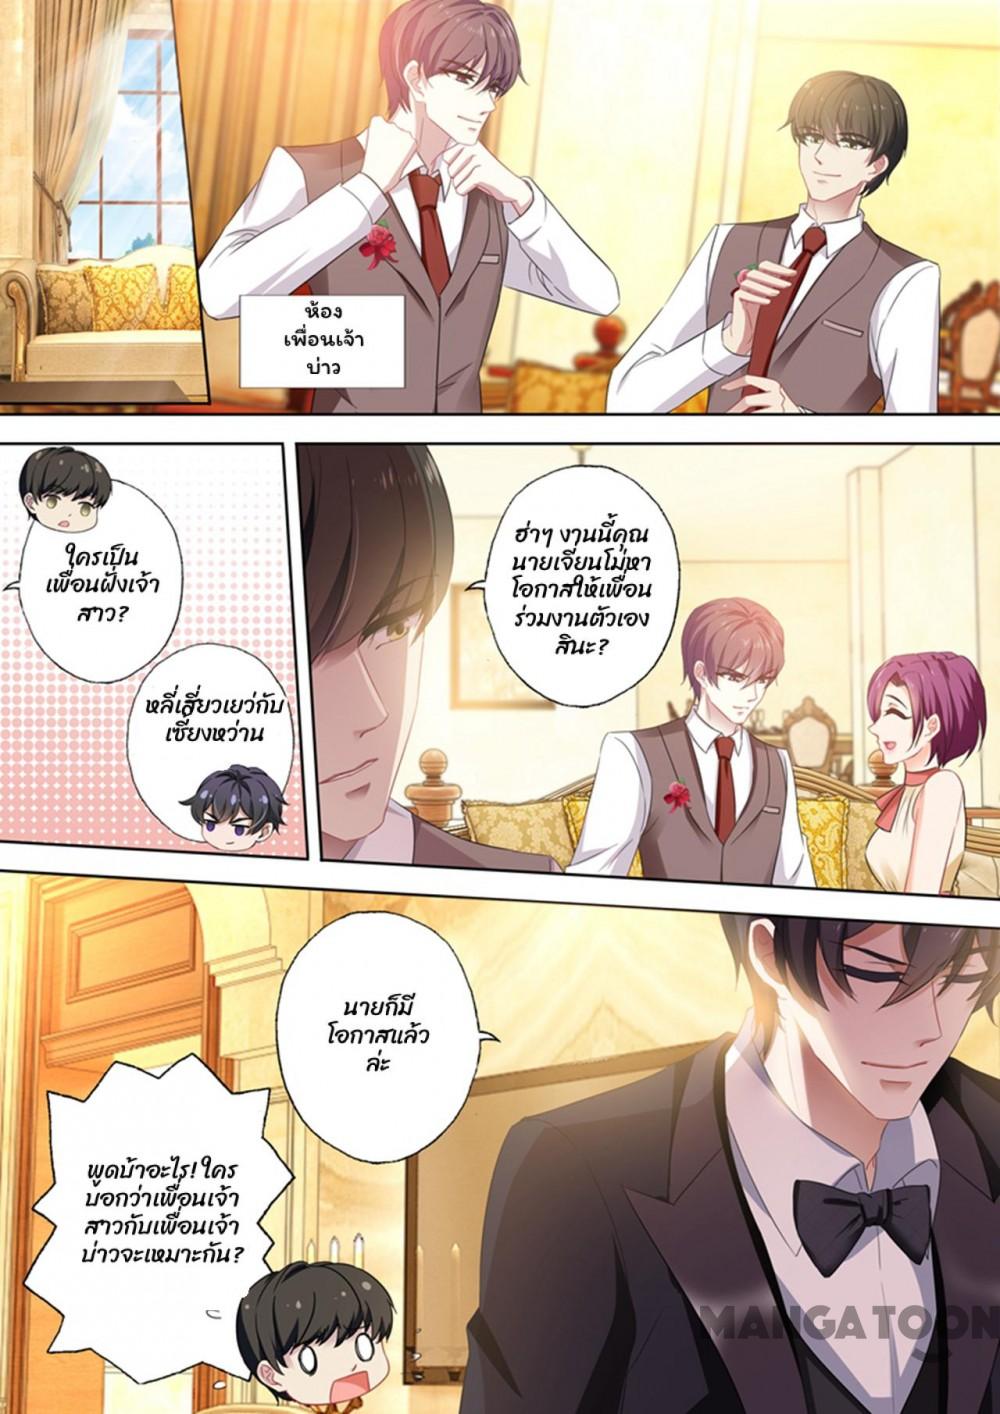 ห้อง
เพื่อนเจ้า
บ่าว
ใครเป็น
เพื่อนฝั่งเจ้า
สาว?
หลี่เสี่ยวเยว่กับ
เซี่ยงหว่าน
ฮ่าๆ งานนี้คุณ
นายเจี่ยนโม่หา
โอกาสให้เพื่อน
ร่วมงานตัวเอง
สินะ?
นายก็มี
โอกาสแล้ว
ล่ะ
พูดบ้าอะไร! ใคร
บอกว่าเพื่อนเจ้า
สาวกับเพื่อนเจ้า
บ่าวจะเหมาะกัน?
MANGATOON